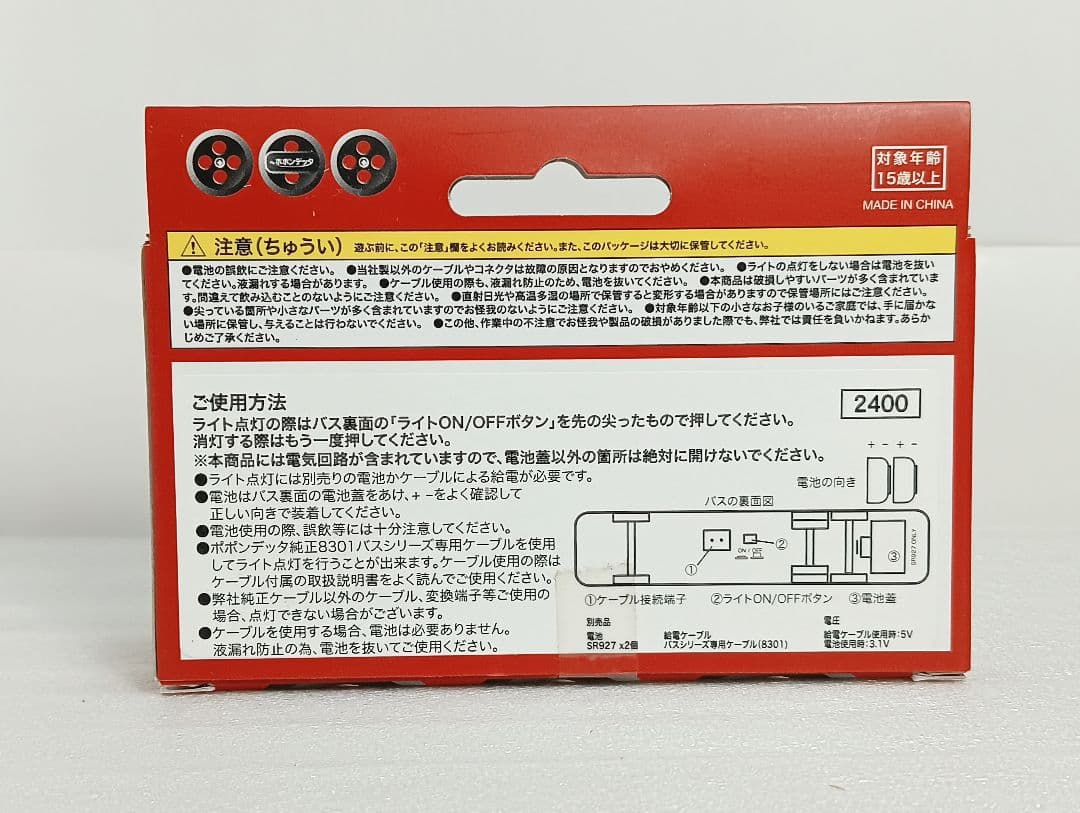 ポポンデッタ
対象年齢
15歳以上
MADE IN CHINA
注意(ちゅうい) 遊ぶ前に、この「注意」欄をよくお読みください。また、このパッケージは大切に保管してください。
●電池の誤飲にご注意ください。 ●当社製以外のケーブルやコネクタは故障の原因となりますのでおやめください。 ●ライトの点灯をしない場合は電池を抜い
てください。液漏れする場合があります。 ●ケーブル使用の際も、液漏れ防止のため、電池を抜いてください。 ●本商品は破損しやすいパーツが多く含まれていま
す。間違えて飲み込むことのないようにご注意ください。 ●直射日光や高温多湿の場所で保管すると変形する場合がありますので保管場所にはご注意ください。
●尖っている箇所や小さなパーツが多く含まれていますのでお怪我のないようにご注意ください。 ●対象年齢以下の小さなお子様のいるご家庭では、手に届かな
い場所に保管し、与えることは行わないでください。 ●この他、作業中の不注意でお怪我や製品の破損がありました際でも、弊社では責任を負いかねます。あらか
じめご了承ください。
ご使用方法
2400
ライト点灯の際はバス裏面の「ライトON/OFFボタン」を先の尖ったもので押してください。
消灯する際はもう一度押してください。
※本商品には電気回路が含まれていますので、電池蓋以外の箇所は絶対に開けないでください。
●ライト点灯には別売りの電池かケーブルによる給電が必要です。
●電池はバス裏面の電池蓋をあけ、+ −をよく確認して
正しい向きで装着してください。
●電池使用の際、誤飲等には十分注意してください。
●ポポンデッタ純正8301バスシリーズ専用ケーブルを使用
してライト点灯を行うことが出来ます。ケーブル使用の際は
ケーブル付属の取扱説明書をよく読んでご使用ください。
●弊社純正ケーブル以外のケーブル、変換端子等ご使用の
場合、点灯できない場合がございます。
●ケーブルを使用する場合、電池は必要ありません。
液漏れ防止の為、電池を抜いてご使用ください。
+ − + −
電池の向き
バスの裏面図
① ON / OFF ② ③ SR927 ONLY
①ケーブル接続端子 ②ライトON/OFFボタン ③電池蓋
別売品 電圧
電池 給電ケーブル 給電ケーブル使用時:5V
SR927 x2個 バスシリーズ専用ケーブル(8301) 電池使用時:3.1V